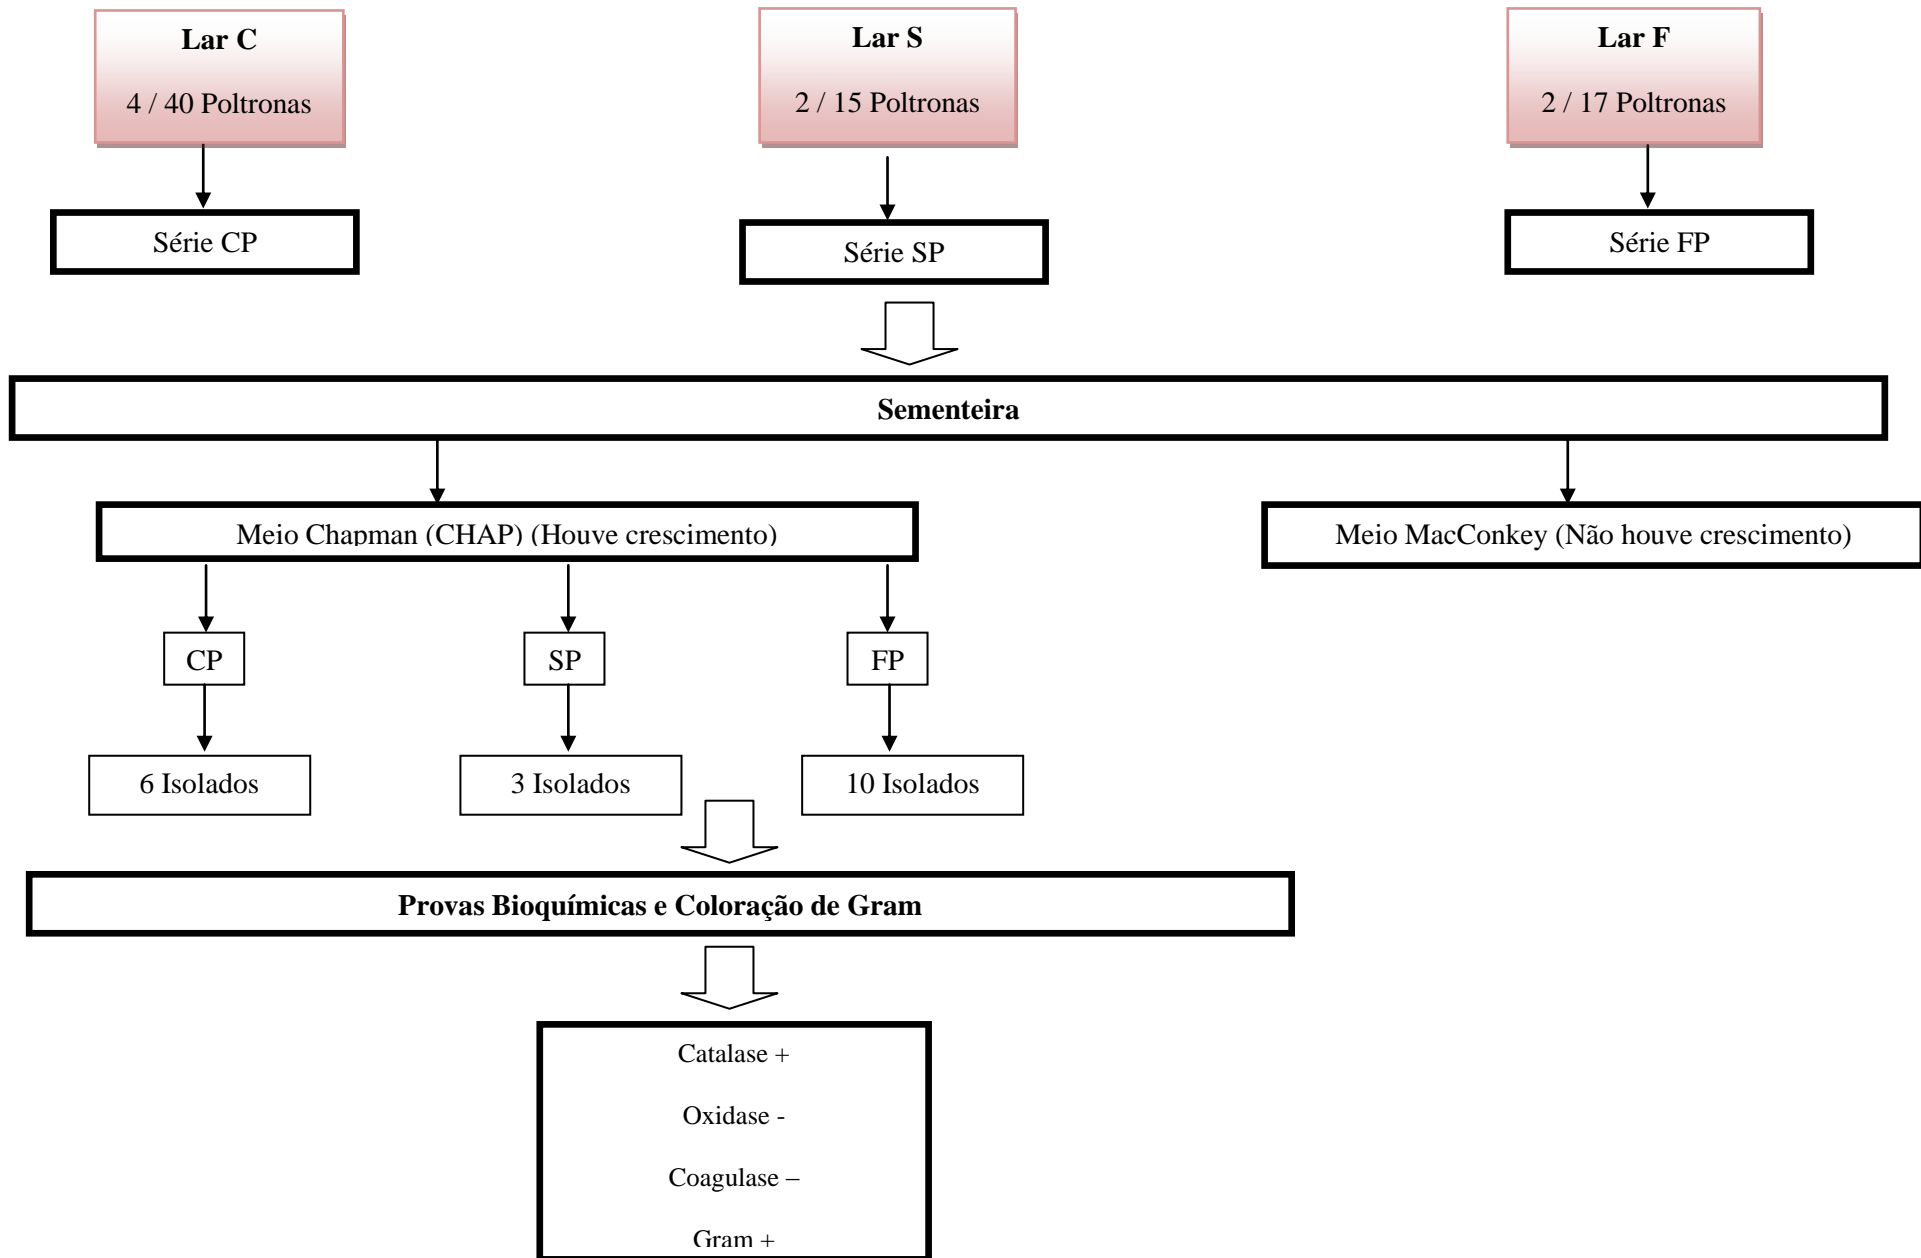 Lar C
4 / 40 Poltronas
Lar S
2 / 15 Poltronas
Lar F
2 / 17 Poltronas
Série CP
Série SP
Série FP
Sementeira
Meio Chapman (CHAP) (Houve crescimento)
Meio MacConkey (Não houve crescimento)
CP
SP
FP
6 Isolados
3 Isolados
10 Isolados
Provas Bioquímicas e Coloração de Gram
Catalase +
Oxidase -
Coagulase –
Gram +